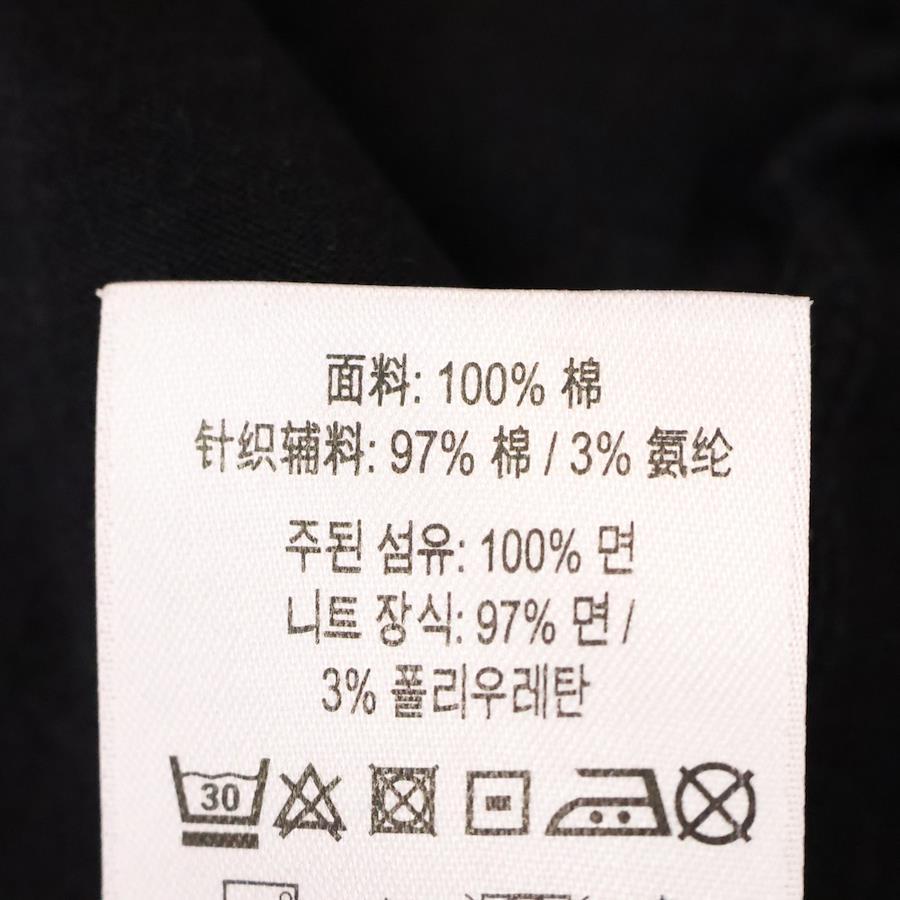 面料: 100% 棉
针织辅料: 97% 棉 / 3% 氨纶
주된 섬유: 100% 면
니트 장식: 97% 면 /
3% 폴리우레탄
30